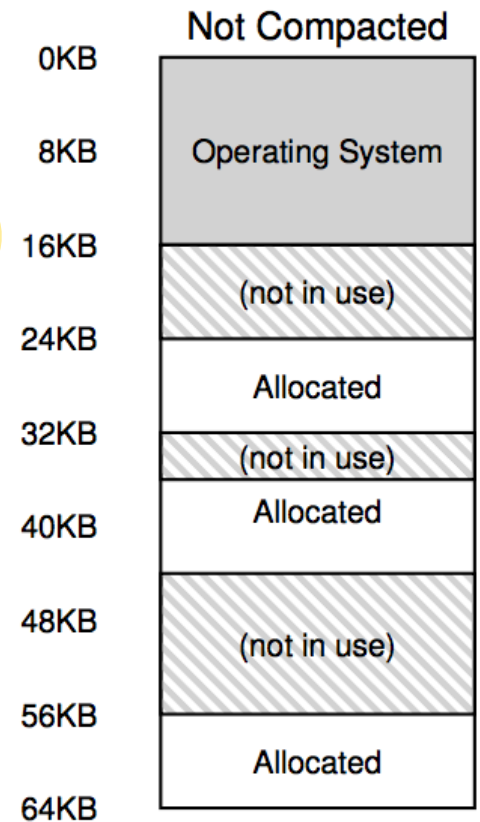 Not Compacted
0KB
8KB
Operating System
16KB
(not in use)
24KB
Allocated
32KB
(not in use)
Allocated
40KB
48KB
(not in use)
56KB
Allocated
64KB